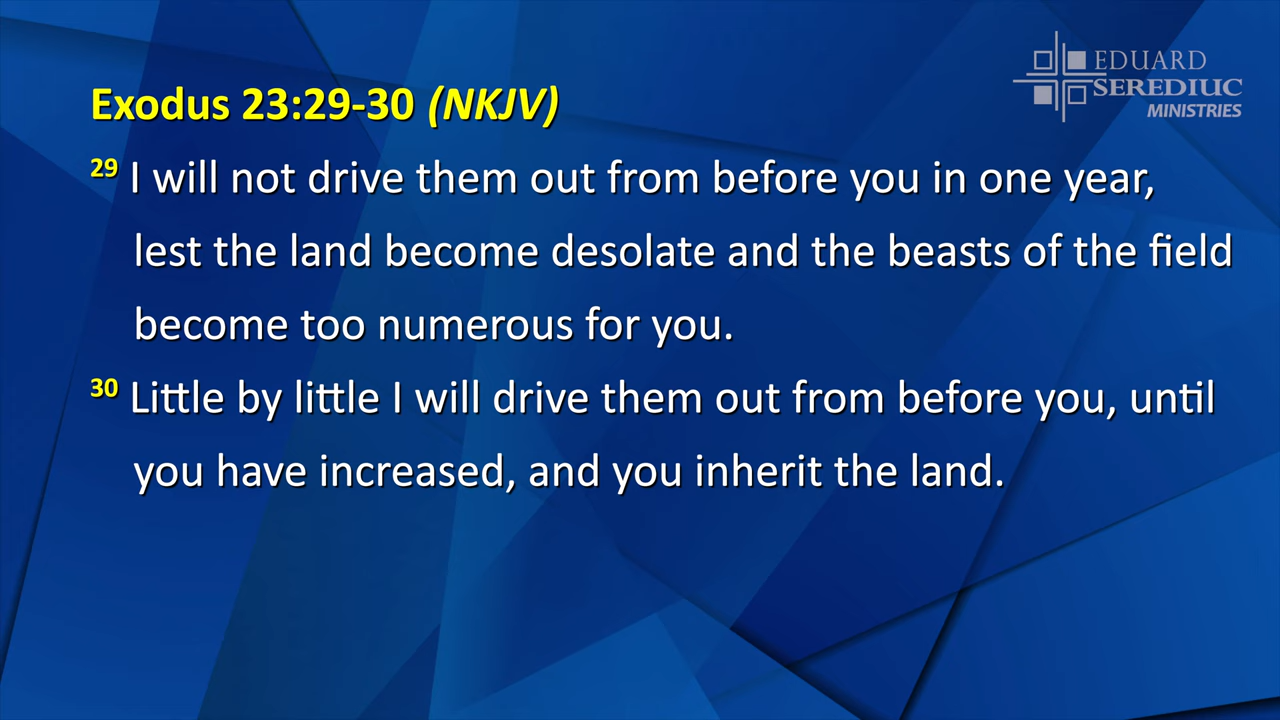 EDUARD
SEREDIUC
MINISTRIES
Exodus 23:29-30 (NKJV)
29 I will not drive them out from before you in one year,
lest the land become desolate and the beasts of the field
become too numerous for you.
30 Little by little I will drive them out from before you, until
you have increased, and you inherit the land.